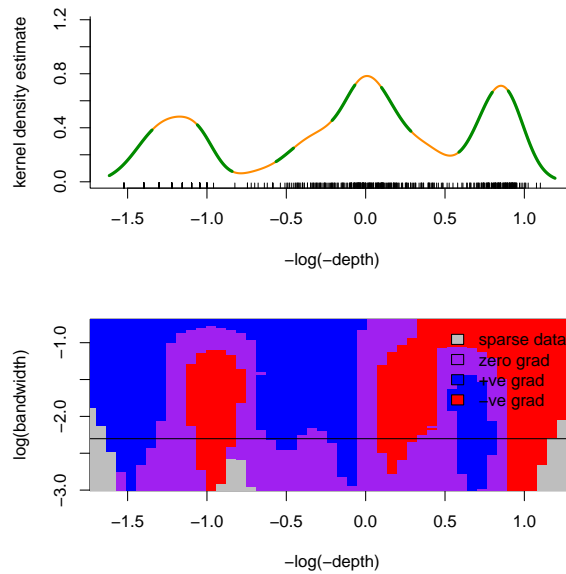 kernel density estimate
1.2
0.8
0.4
0.0
−1.5 −1.0 −0.5 0.0 0.5 1.0
−log(−depth)
log(bandwidth)
−1.0
−2.0
−3.0
sparse data
zero grad
+ve grad
−ve grad
−1.5 −1.0 −0.5 0.0 0.5 1.0
−log(−depth)